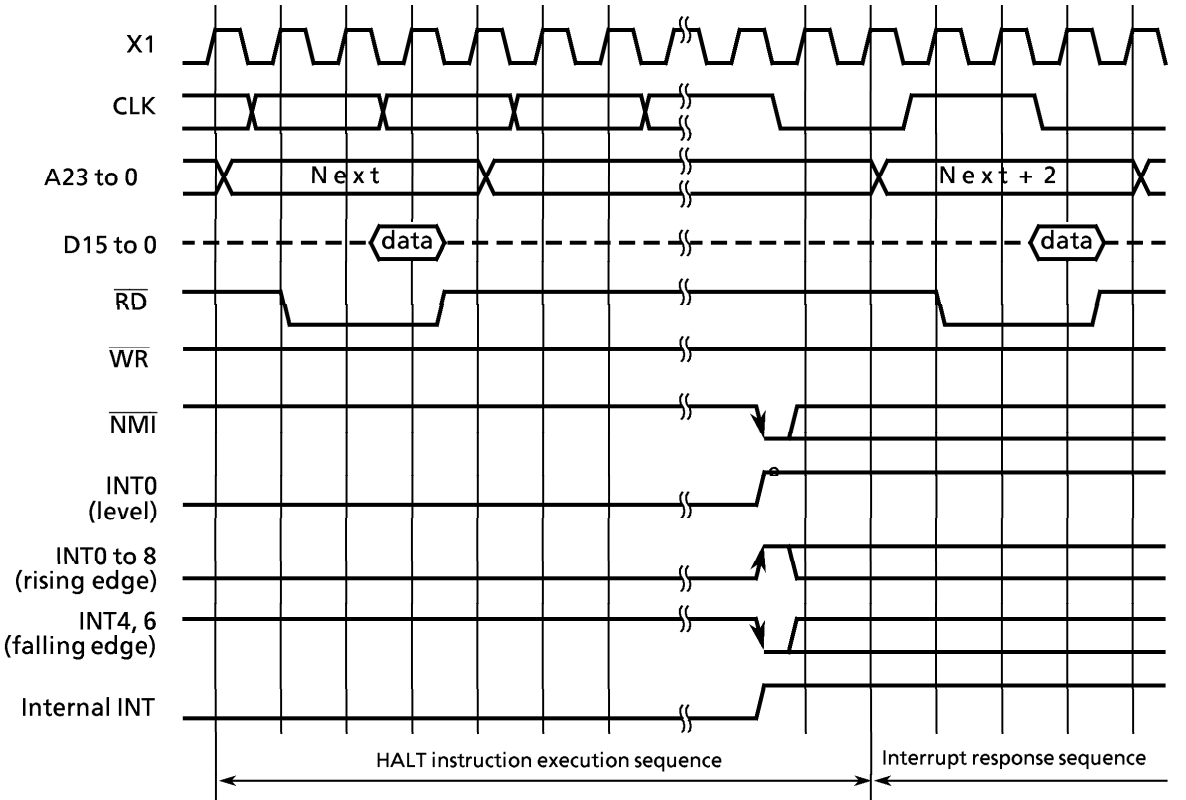 X1
CLK
A23 to 0
Next
Next + 2
D15 to 0
data
data
RD
WR
NMI
INT0
(level)
INT0 to 8
(rising edge)
INT4, 6
(falling edge)
Internal INT
HALT instruction execution sequence
Interrupt response sequence